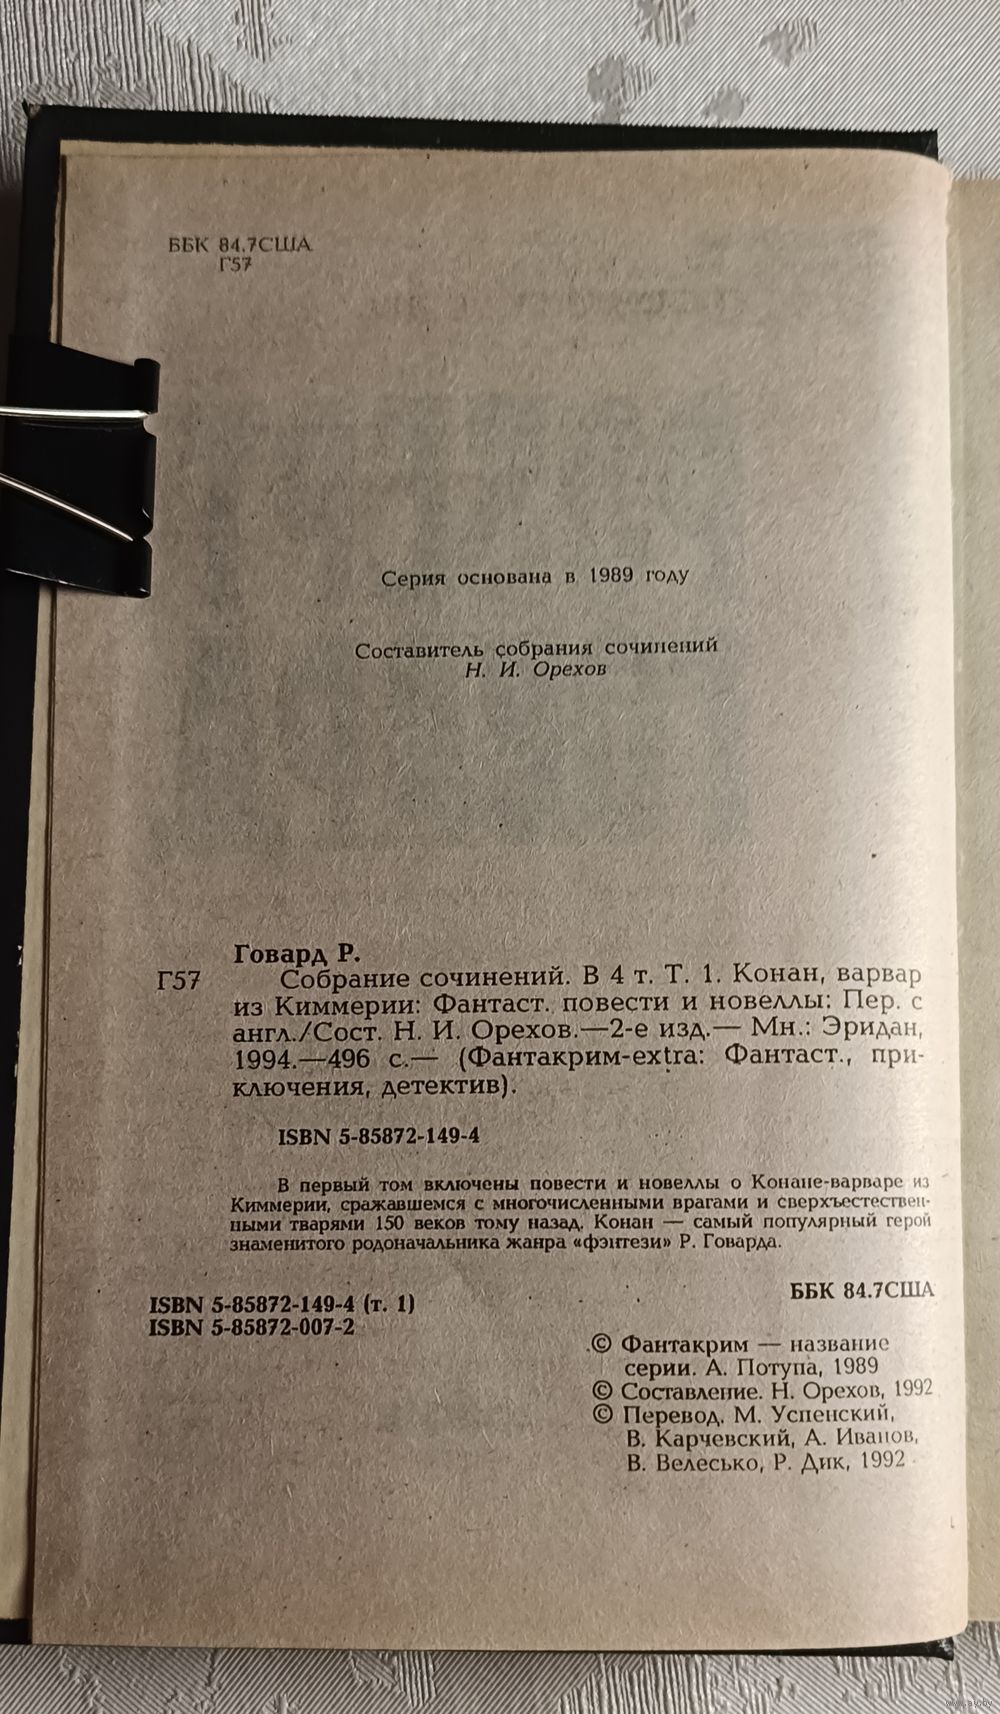 ББК 84.7США
Г57
Серия основана в 1989 году
Составитель собрания сочинений
Н. И. Орехов
Говард Р.
Г57 Собрание сочинений. В 4 т. Т. 1. Конан, варвар
из Киммерии: Фантаст. повести и новеллы: Пер. с
англ./Сост. Н. И. Орехов.—2-е изд.— Мн.: Эридан,
1994.—496 с.— (Фантакрим-extra: Фантаст., при-
ключения, детектив).
ISBN 5-85872-149-4
В первый том включены повести и новеллы о Конане-варваре из
Киммерии, сражавшемся с многочисленными врагами и сверхъестествен-
ными тварями 150 веков тому назад. Конан — самый популярный герой
знаменитого родоначальника жанра «фэнтези» Р. Говарда.
ББК 84.7США
ISBN 5-85872-149-4 (т. 1)
ISBN 5-85872-007-2
© Фантакрим — название
серии. А. Потупа, 1989
© Составление. Н. Орехов, 1992
© Перевод. М. Успенский,
В. Карчевский, А. Иванов,
В. Велесько, Р. Дик, 1992
www.ay.by